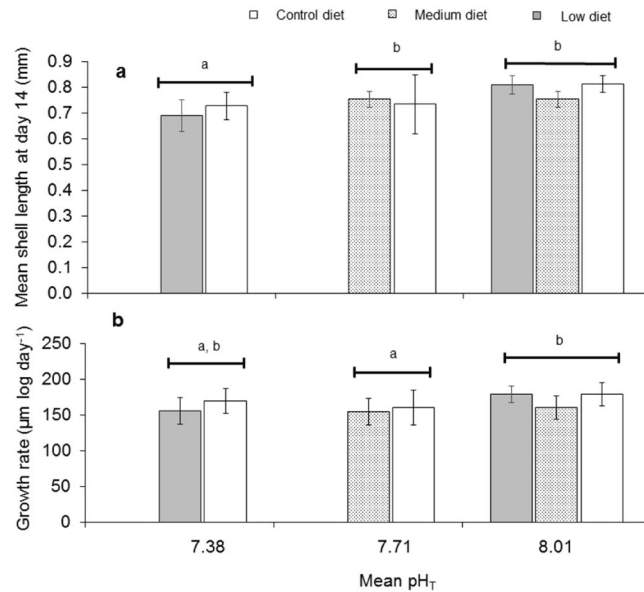 Control diet Medium diet Low diet
a
Mean shell length at day 14 (mm)
0.9
0.8
0.7
0.6
0.5
0.4
0.3
0.2
0.1
0.0
a
b
b
b
Growth rate (µm log day-1)
250
200
150
100
50
0
a, b
a
b
7.38 7.71 8.01
Mean pHT